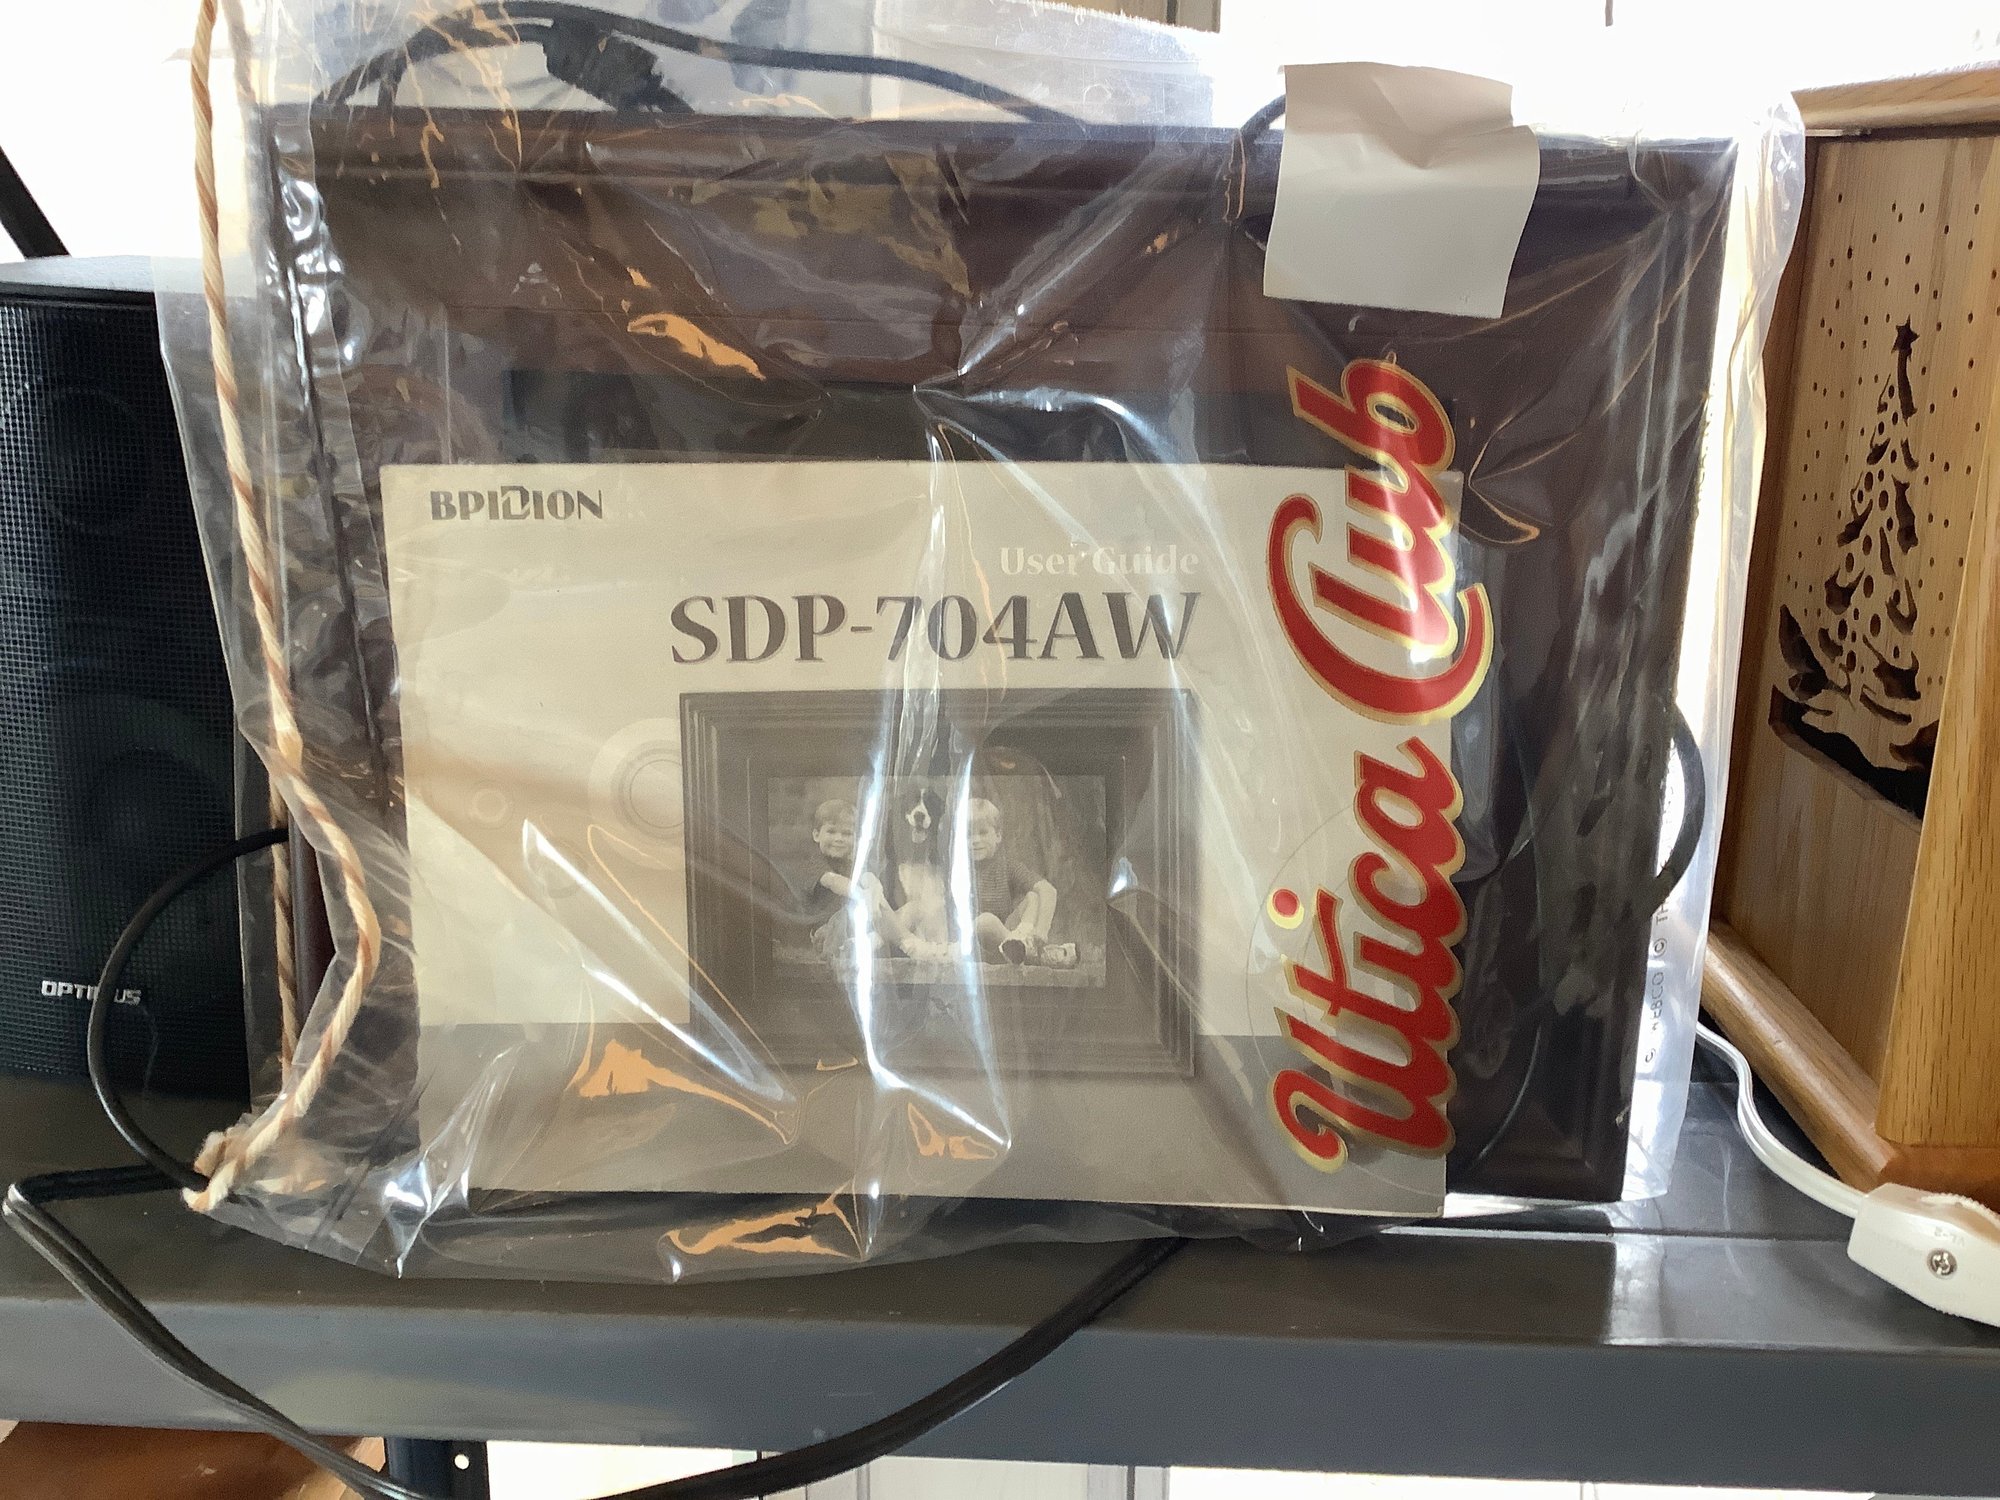 BPIDION
User Guide
SDP-704AW
Utica Club
OPTIMUS